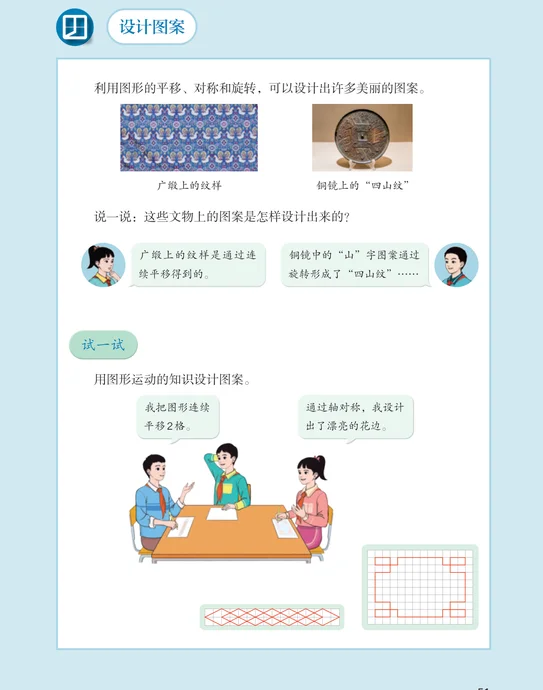 设计图案
利用图形的平移、对称和旋转，可以设计出许多美丽的图案。
广缎上的纹样
铜镜上的“四山纹”
说一说：这些文物上的图案是怎样设计出来的？
广缎上的纹样是通过连
续平移得到的。
铜镜中的“山”字图案通过
旋转形成了“四山纹”……
试一试
用图形运动的知识设计图案。
我把图形连续
平移2格。
通过轴对称，我设计
出了漂亮的花边。